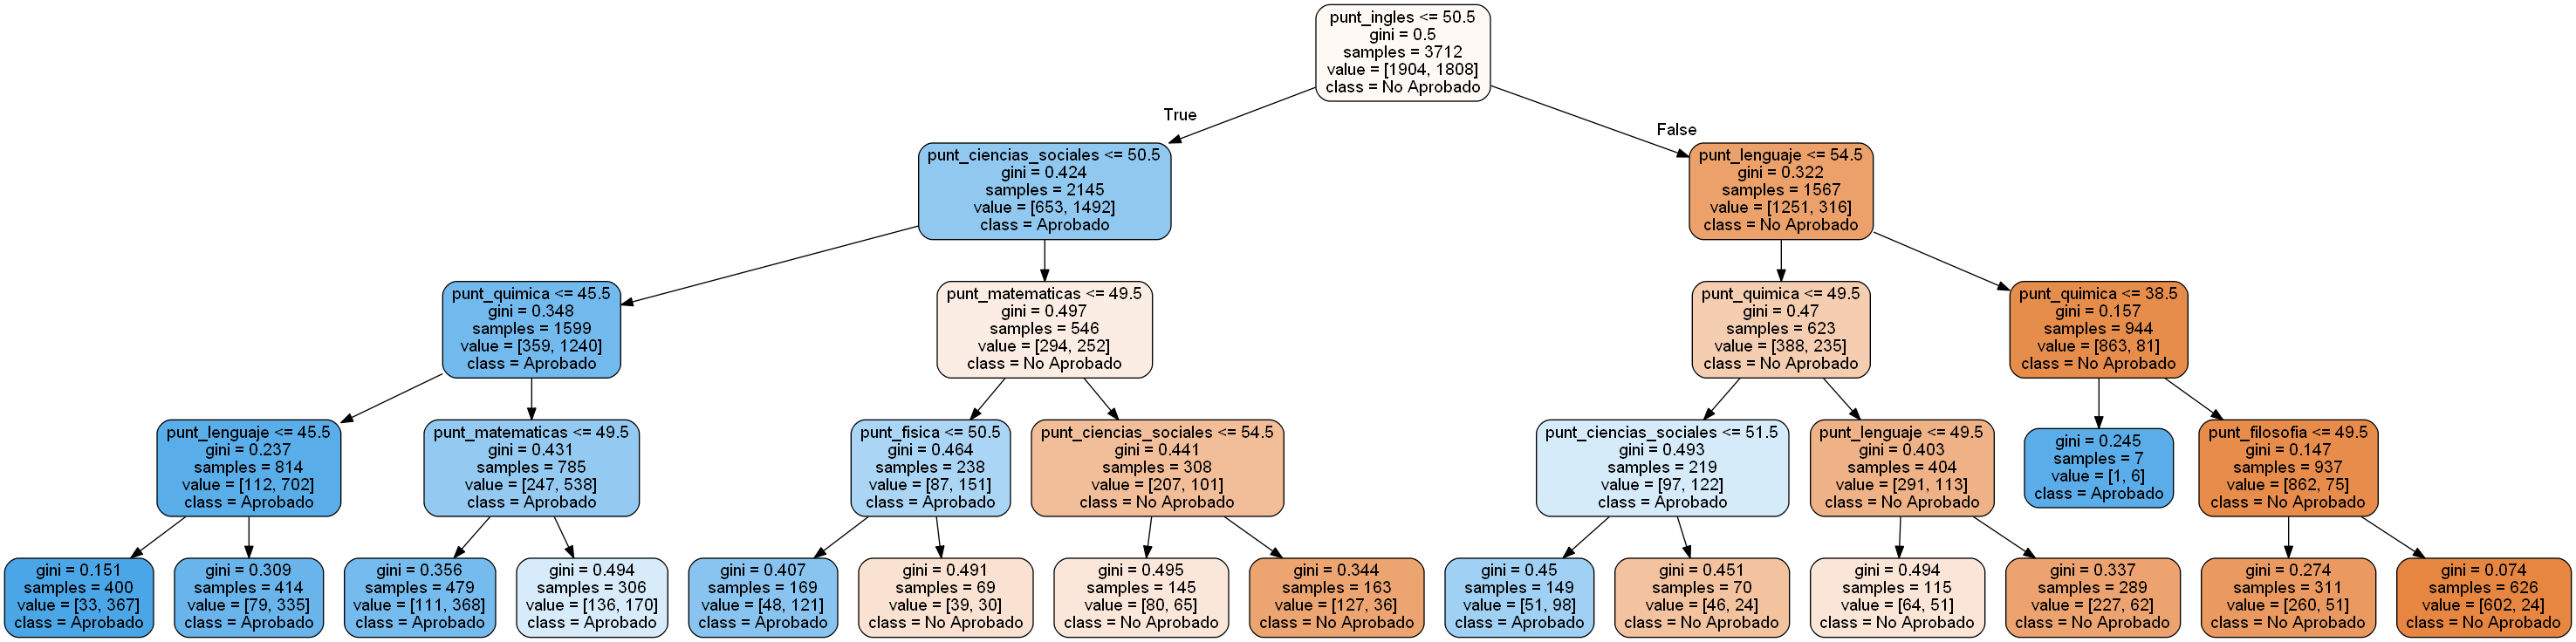 punt_ingles <= 50.5
gini = 0.5
samples = 3712
value = [1904, 1808]
class = No Aprobado
True
False
punt_ciencias_sociales <= 50.5
gini = 0.424
samples = 2145
value = [653, 1492]
class = Aprobado
punt_lenguaje <= 54.5
gini = 0.322
samples = 1567
value = [1251, 316]
class = No Aprobado
punt_quimica <= 45.5
gini = 0.348
samples = 1599
value = [359, 1240]
class = Aprobado
punt_matematicas <= 49.5
gini = 0.497
samples = 546
value = [294, 252]
class = No Aprobado
punt_quimica <= 49.5
gini = 0.47
samples = 623
value = [388, 235]
class = No Aprobado
punt_quimica <= 38.5
gini = 0.157
samples = 944
value = [863, 81]
class = No Aprobado
punt_lenguaje <= 45.5
gini = 0.237
samples = 814
value = [112, 702]
class = Aprobado
punt_matematicas <= 49.5
gini = 0.431
samples = 785
value = [247, 538]
class = Aprobado
punt_fisica <= 50.5
gini = 0.464
samples = 238
value = [87, 151]
class = Aprobado
punt_ciencias_sociales <= 54.5
gini = 0.441
samples = 308
value = [207, 101]
class = No Aprobado
punt_ciencias_sociales <= 51.5
gini = 0.493
samples = 219
value = [97, 122]
class = Aprobado
punt_lenguaje <= 49.5
gini = 0.403
samples = 404
value = [291, 113]
class = No Aprobado
gini = 0.245
samples = 7
value = [1, 6]
class = Aprobado
punt_filosofia <= 49.5
gini = 0.147
samples = 937
value = [862, 75]
class = No Aprobado
gini = 0.151
samples = 400
value = [33, 367]
class = Aprobado
gini = 0.309
samples = 414
value = [79, 335]
class = Aprobado
gini = 0.356
samples = 479
value = [111, 368]
class = Aprobado
gini = 0.494
samples = 306
value = [136, 170]
class = Aprobado
gini = 0.407
samples = 169
value = [48, 121]
class = Aprobado
gini = 0.491
samples = 69
value = [39, 30]
class = No Aprobado
gini = 0.495
samples = 145
value = [80, 65]
class = No Aprobado
gini = 0.344
samples = 163
value = [127, 36]
class = No Aprobado
gini = 0.45
samples = 149
value = [51, 98]
class = Aprobado
gini = 0.451
samples = 70
value = [46, 24]
class = No Aprobado
gini = 0.494
samples = 115
value = [64, 51]
class = No Aprobado
gini = 0.337
samples = 289
value = [227, 62]
class = No Aprobado
gini = 0.274
samples = 311
value = [260, 51]
class = No Aprobado
gini = 0.074
samples = 626
value = [602, 24]
class = No Aprobado